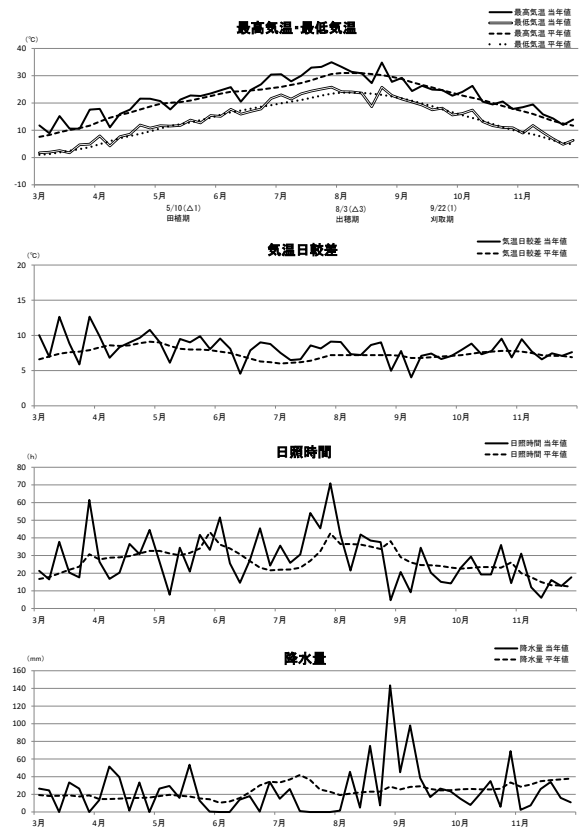 最高気温・最低気温
最高気温 当年値
最低気温 当年値
最高気温 平年値
最低気温 平年値
(℃)
40
30
20
10
0
-10
3月 4月 5月 6月 7月 8月 9月 10月 11月
5/10(△1) 8/3(△3) 9/22(1)
田植期 出穂期 刈取期
気温日較差
気温日較差 当年値
気温日較差 平年値
(℃)
20
15
10
5
0
3月 4月 5月 6月 7月 8月 9月 10月 11月
日照時間
日照時間 当年値
日照時間 平年値
(h)
80
70
60
50
40
30
20
10
0
3月 4月 5月 6月 7月 8月 9月 10月 11月
降水量
降水量 当年値
降水量 平年値
(mm)
160
140
120
100
80
60
40
20
0
3月 4月 5月 6月 7月 8月 9月 10月 11月